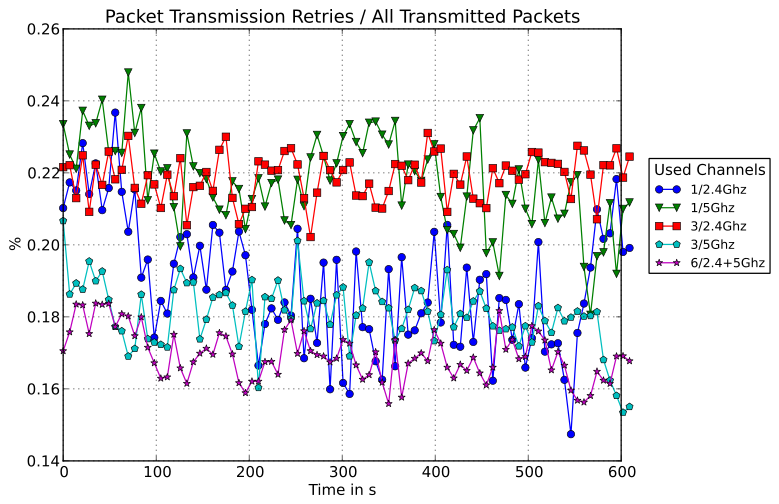 Packet Transmission Retries / All Transmitted Packets
0.26
0.24
0.22
0.20
0.18
0.16
0.14
%
0 100 200 300 400 500 600
Time in s
Used Channels
1/2.4Ghz
1/5Ghz
3/2.4Ghz
3/5Ghz
6/2.4+5Ghz